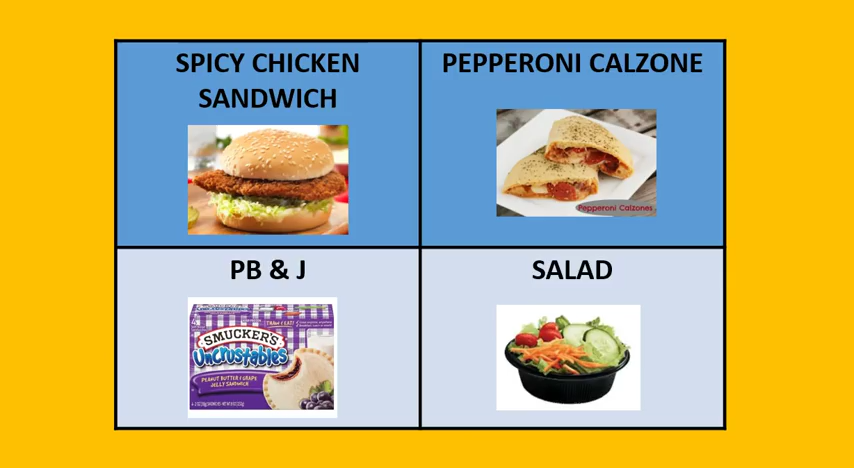 SPICY CHICKEN
SANDWICH
PEPPERONI CALZONE
Pepperoni Calzones
PB & J
SALAD
SMUCKER'S
Uncrustables
PEANUT BUTTER & GRAPE
JELLY SANDWICH